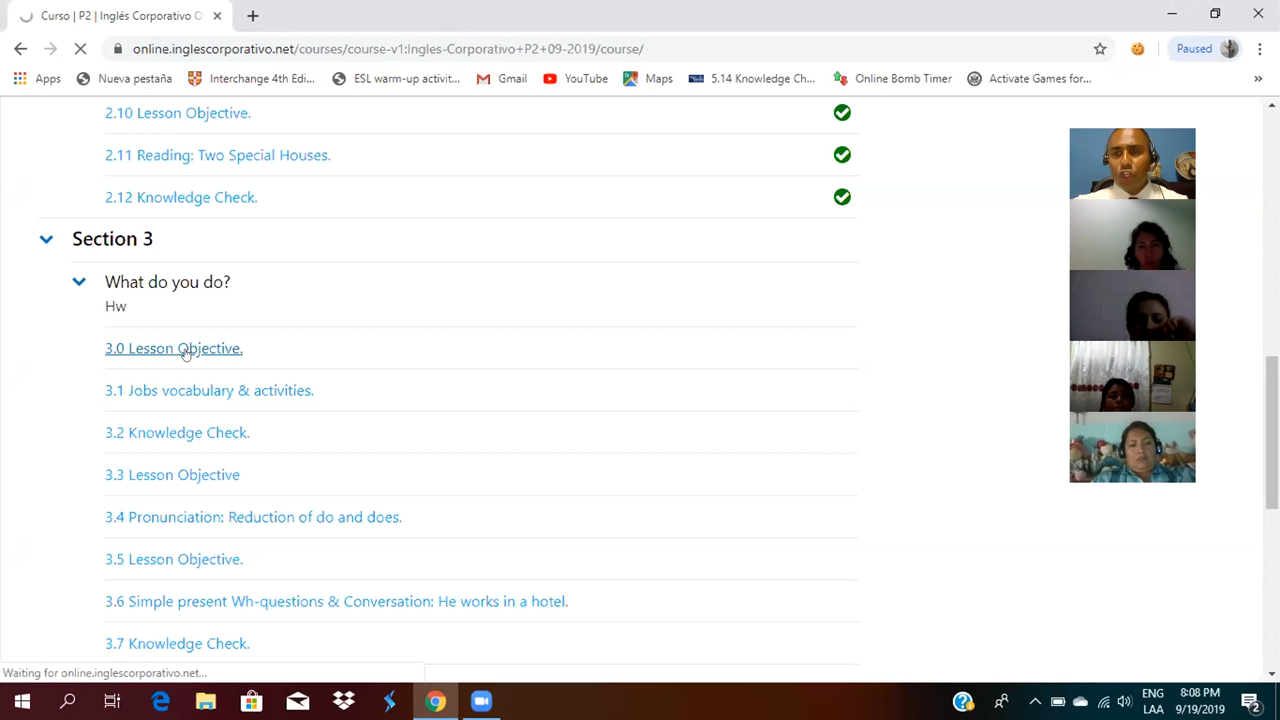 Curso | P2 | Inglés Corporativo O
online.inglescorporativo.net/courses/course-v1:Ingles-Corporativo+P2+09-2019/course/
Paused
Apps
Nueva pestaña
Interchange 4th Edi...
ESL warm-up activit...
Gmail
YouTube
Maps
5.14 Knowledge Ch...
Online Bomb Timer
Activate Games for...
»
2.10 Lesson Objective.
2.11 Reading: Two Special Houses.
2.12 Knowledge Check.
Section 3
What do you do?
Hw
3.0 Lesson Objective.
3.1 Jobs vocabulary & activities.
3.2 Knowledge Check.
3.3 Lesson Objective
3.4 Pronunciation: Reduction of do and does.
3.5 Lesson Objective.
3.6 Simple present Wh-questions & Conversation: He works in a hotel.
3.7 Knowledge Check.
Waiting for online.inglescorporativo.net...
ENG
LAA
8:08 PM
9/19/2019
2